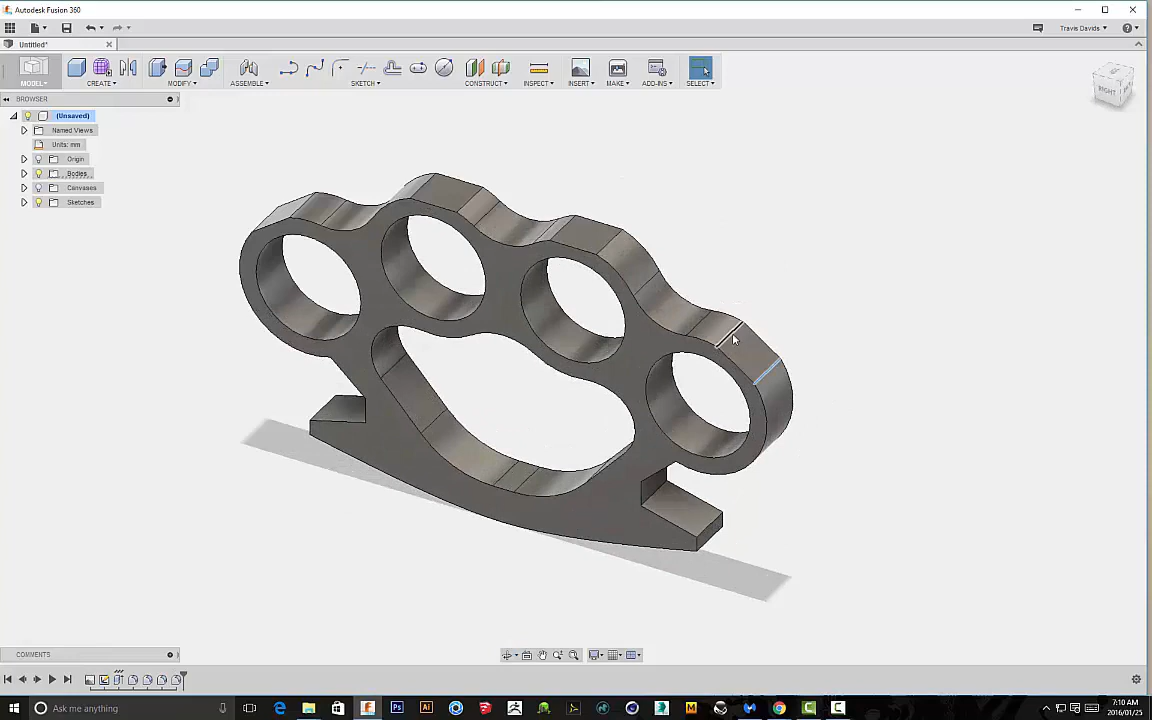 Autodesk Fusion 360
Travis Davids
Untitled*
MODEL
CREATE
MODIFY
ASSEMBLE
SKETCH
CONSTRUCT
INSPECT
INSERT
MAKE
ADD-INS
SELECT
BROWSER
(Unsaved)
Named Views
Units: mm
Origin
Bodies
Canvases
Sketches
RIGHT
COMMENTS
Ask me anything
7:10 AM
2016/01/25